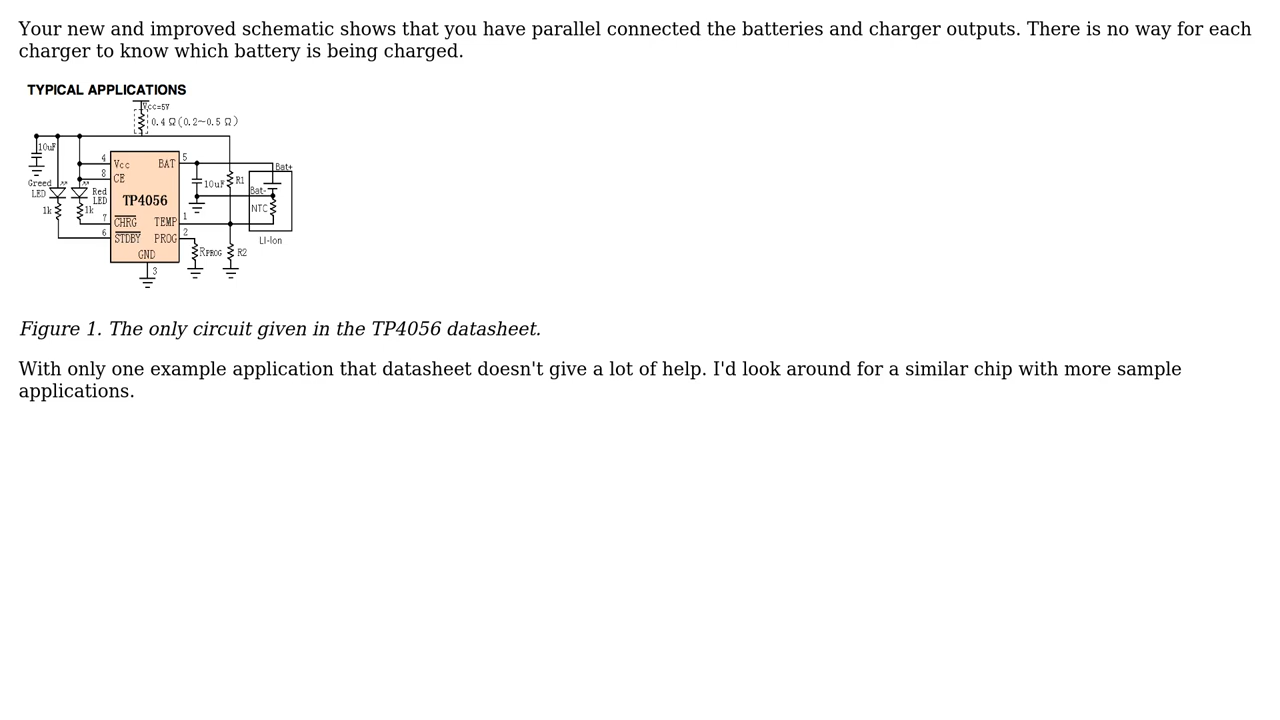 Your new and improved schematic shows that you have parallel connected the batteries and charger outputs. There is no way for each
charger to know which battery is being charged.
TYPICAL APPLICATIONS
Vcc=5V
0.4 Ω (0.2~0.5 Ω)
10uF
4
Vcc
BAT
5
Bat+
8
CE
Greed
LED
Red
LED
TP4056
10uF
R1
Bat-
NTC
1k
1k
7
CHRG
TEMP
1
6
STDBY
PROG
2
LI-Ion
GND
RPROG
R2
3
Figure 1. The only circuit given in the TP4056 datasheet.
With only one example application that datasheet doesn't give a lot of help. I'd look around for a similar chip with more sample
applications.